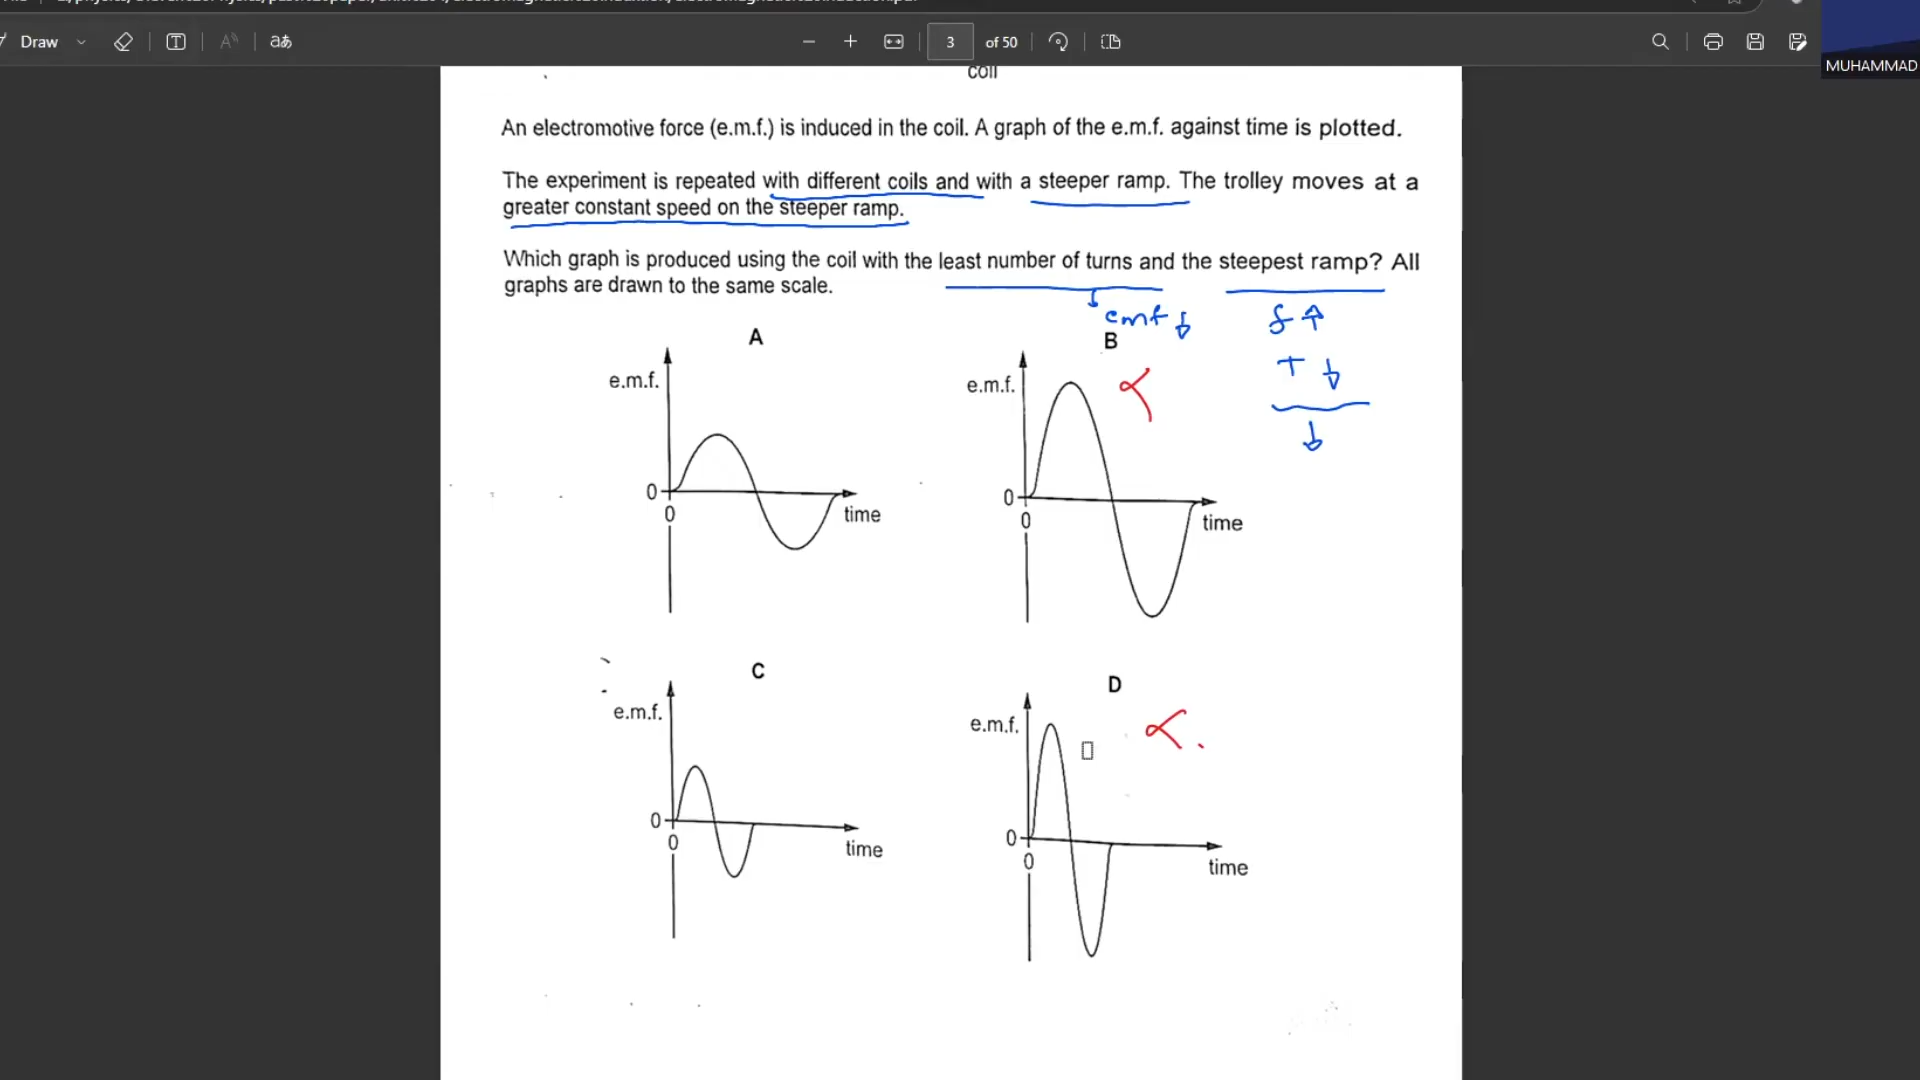 Draw
T
aあ
3 of 50
MUHAMMAD
coil
An electromotive force (e.m.f.) is induced in the coil. A graph of the e.m.f. against time is plotted.
The experiment is repeated with different coils and with a steeper ramp. The trolley moves at a
greater constant speed on the steeper ramp.
Which graph is produced using the coil with the least number of turns and the steepest ramp? All
graphs are drawn to the same scale.
emf ↓
f ↑
T ↓
↓
A
e.m.f.
0
0
time
B
e.m.f.
0
0
time
C
e.m.f.
0
0
time
D
e.m.f.
0
0
time